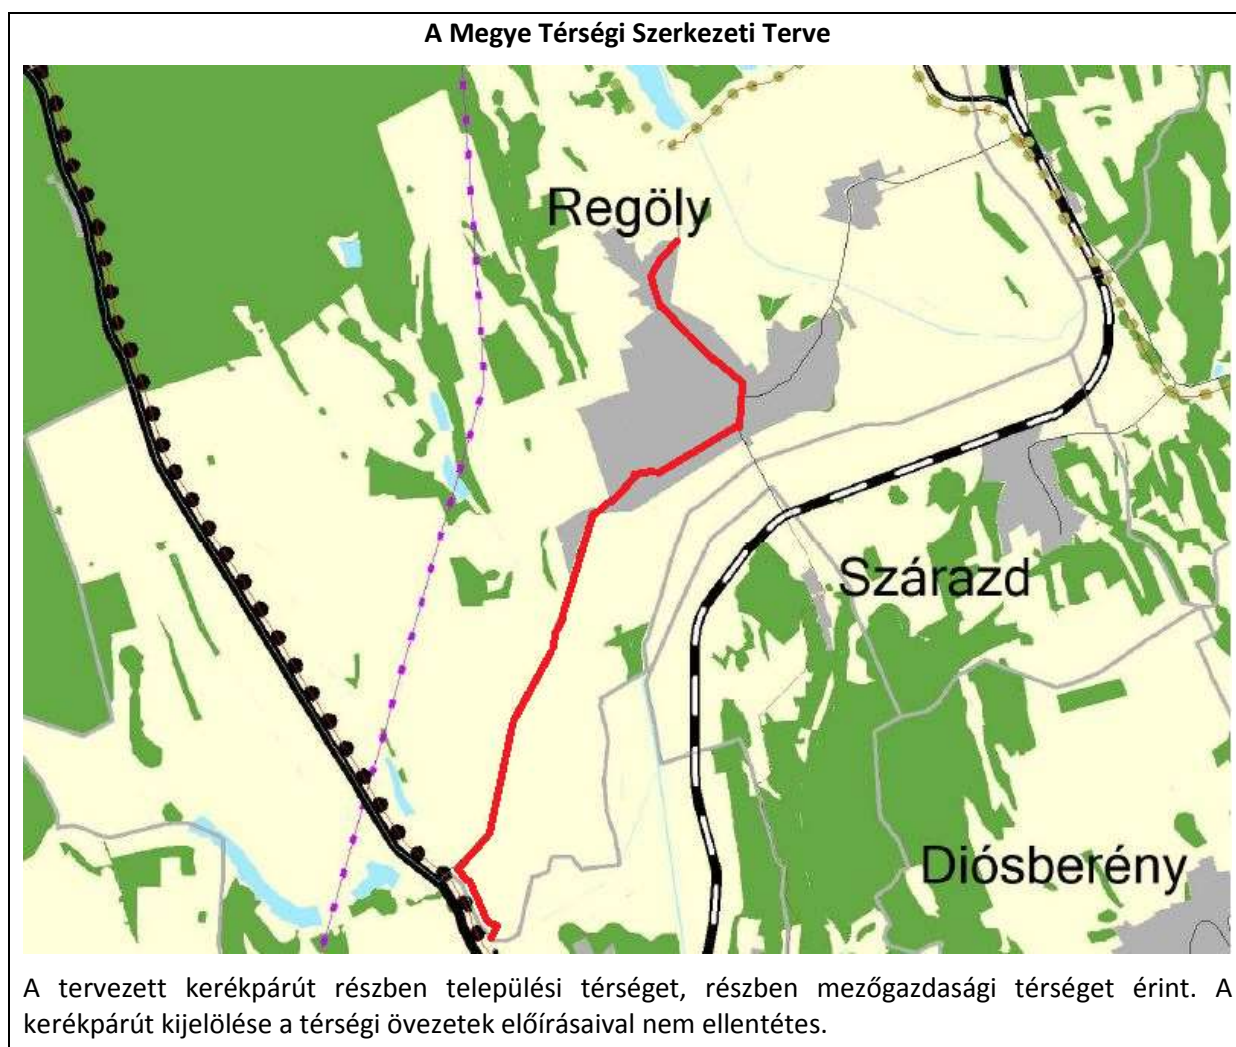 A Megye Térségi Szerkezeti Terve
Regöly
Szárazd
Diósberény
A tervezett kerékpárút részben települési térséget, részben mezőgazdasági térséget érint. A
kerékpárút kijelölése a térségi övezetek előírásaival nem ellentétes.